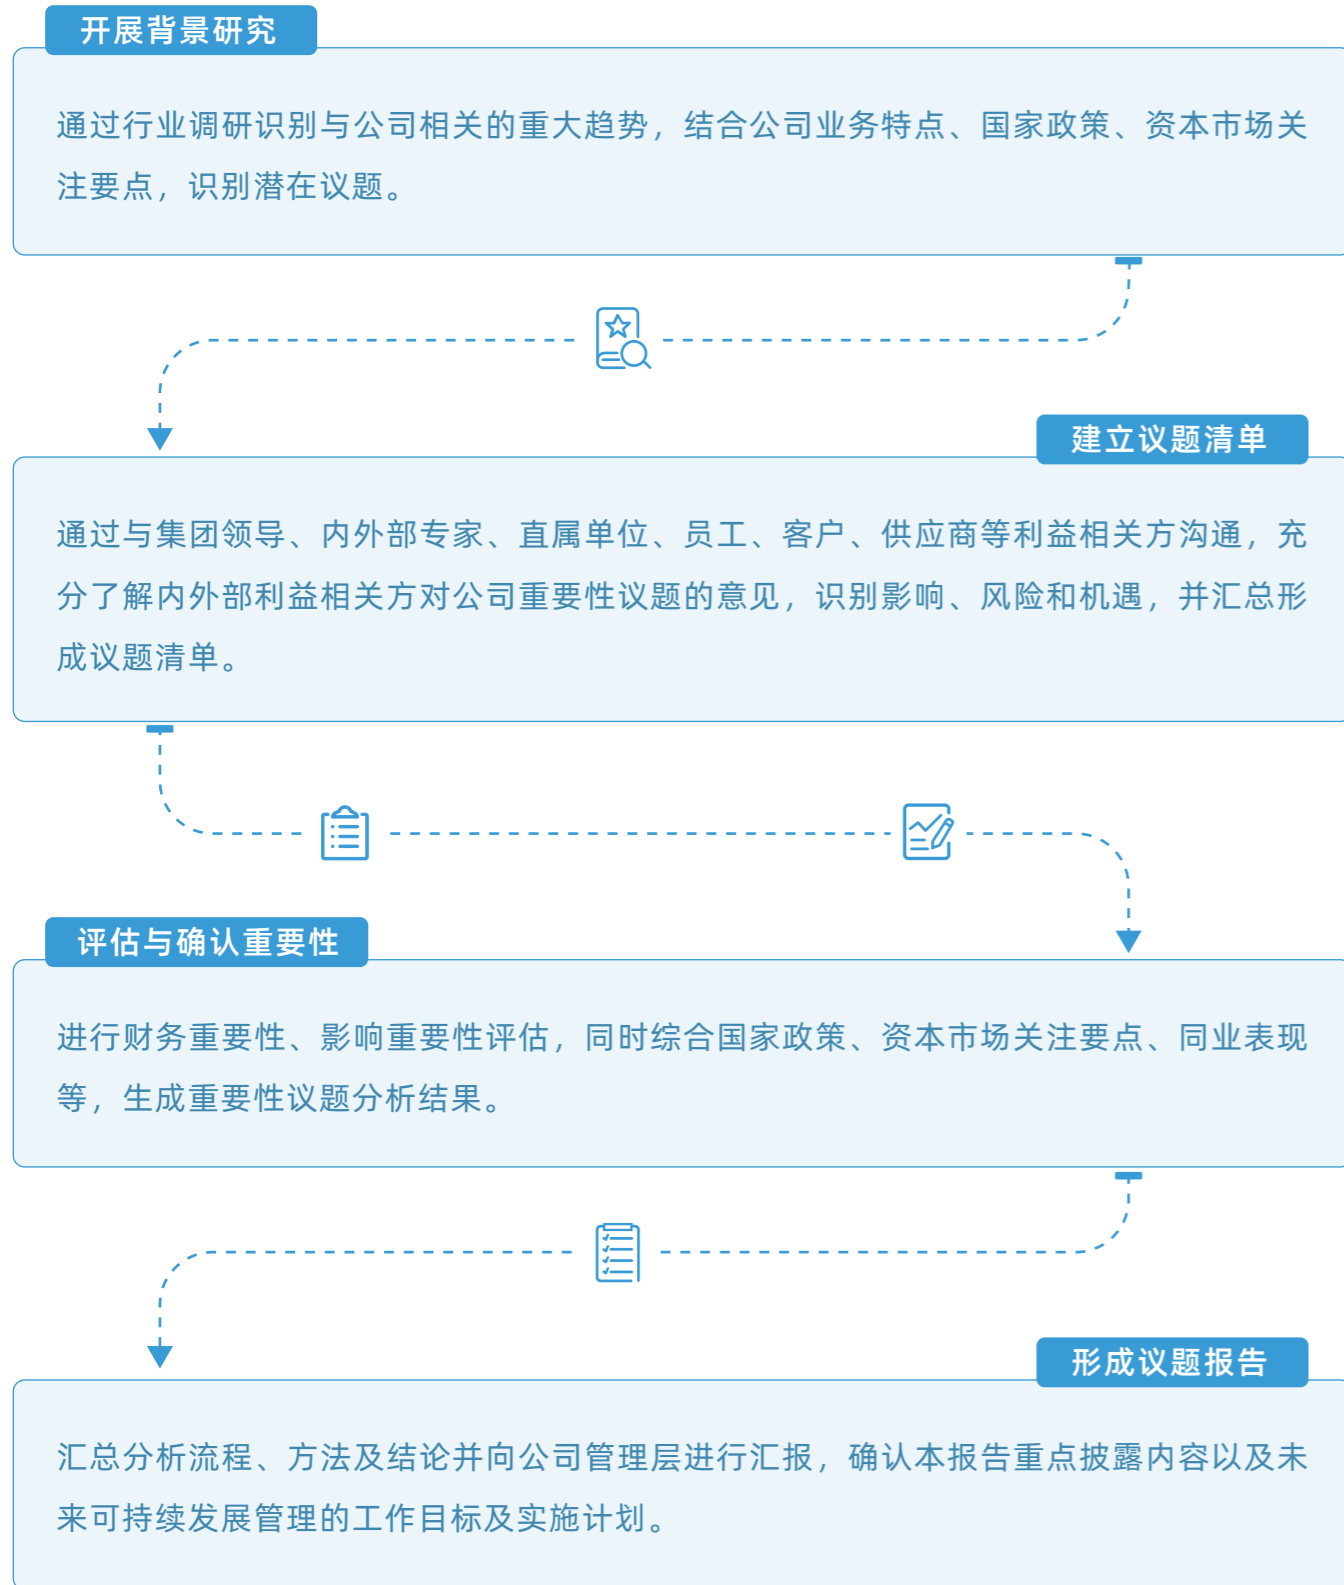 开展背景研究
通过行业调研识别与公司相关的重大趋势，结合公司业务特点、国家政策、资本市场关
注要点，识别潜在议题。
建立议题清单
通过与集团领导、内外部专家、直属单位、员工、客户、供应商等利益相关方沟通，充
分了解内外部利益相关方对公司重要性议题的意见，识别影响、风险和机遇，并汇总形
成议题清单。
评估与确认重要性
进行财务重要性、影响重要性评估，同时综合国家政策、资本市场关注要点、同业表现
等，生成重要性议题分析结果。
形成议题报告
汇总分析流程、方法及结论并向公司管理层进行汇报，确认本报告重点披露内容以及未
来可持续发展管理的工作目标及实施计划。